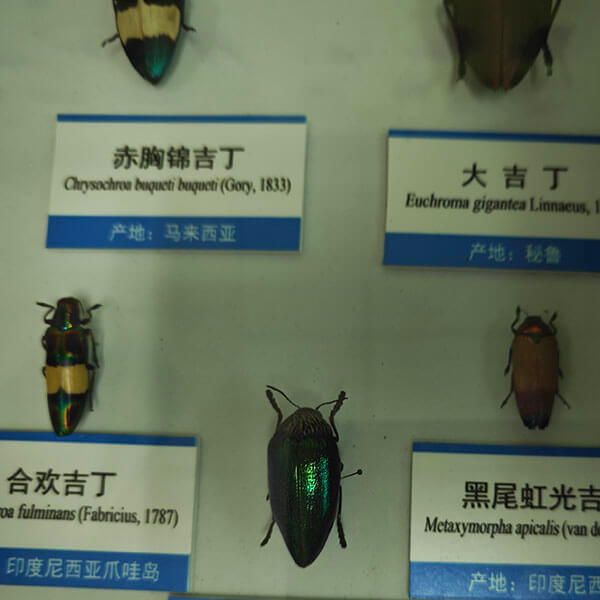 赤胸锦吉丁
Chrysochroa buqueti buqueti (Gory, 1833)
产地：马来西亚
大 吉 丁
Euchroma gigantea Linnaeus, 1
产地：秘鲁
合欢吉丁
fulminans (Fabricius, 1787)
印度尼西亚爪哇岛
黑尾虹光吉
Metaxymorpha apicalis (van
产地：印度尼西